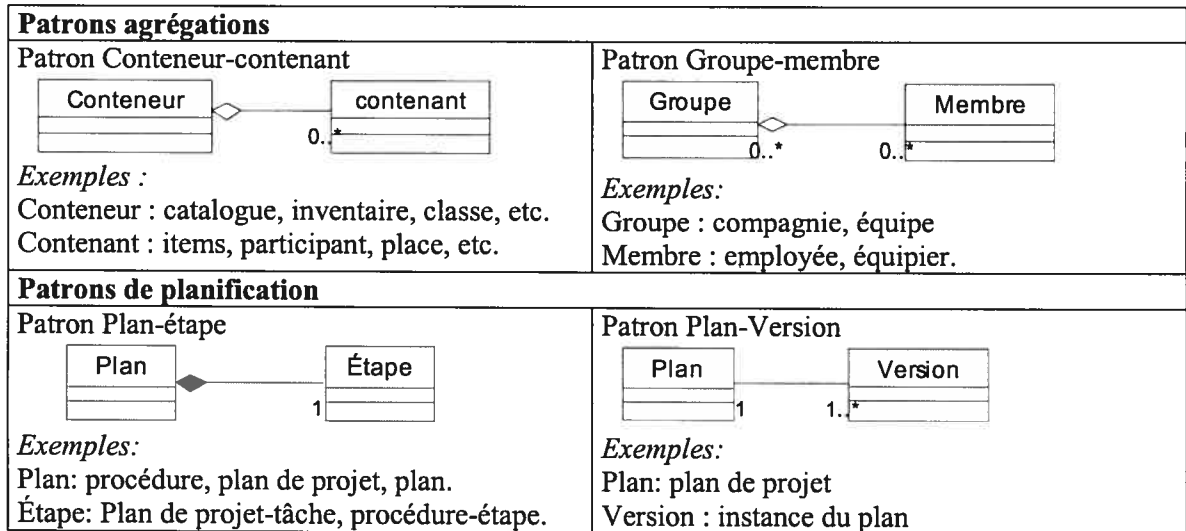 Patrons agrégations
Patron Conteneur-contenant
Conteneur
contenant
0..*
Exemples :
Conteneur : catalogue, inventaire, classe, etc.
Contenant : items, participant, place, etc.
Patron Groupe-membre
Groupe
Membre
0..*
0..*
Exemples:
Groupe : compagnie, équipe
Membre : employée, équipier.
Patrons de planification
Patron Plan-étape
Plan
Étape
1
Exemples:
Plan: procédure, plan de projet, plan.
Étape: Plan de projet-tâche, procédure-étape.
Patron Plan-Version
Plan
Version
1
1..*
Exemples:
Plan: plan de projet
Version : instance du plan